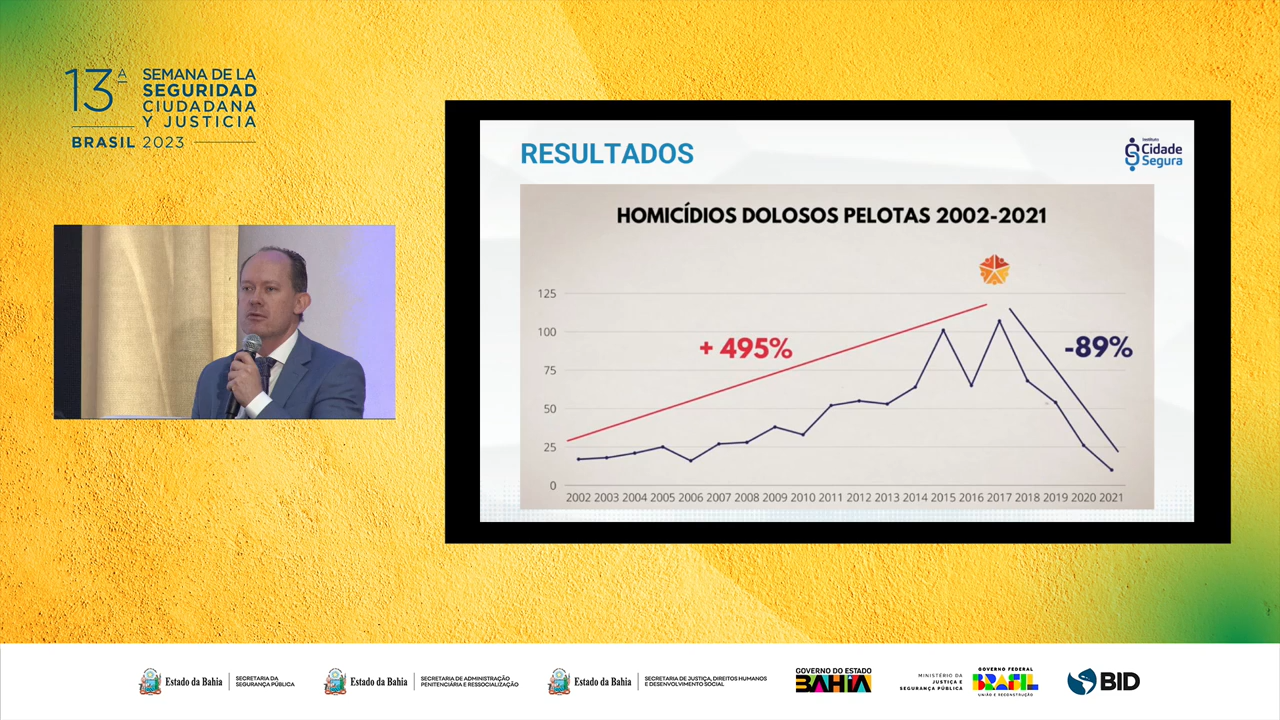 13ª
SEMANA DE LA
SEGURIDAD
CIUDADANA
Y JUSTICIA
BRASIL 2023
RESULTADOS
Instituto
Cidade
Segura
HOMICÍDIOS DOLOSOS PELOTAS 2002-2021
125
100
75
50
25
0
+ 495%
-89%
2002 2003 2004 2005 2006 2007 2008 2009 2010 2011 2012 2013 2014 2015 2016 2017 2018 2019 2020 2021
Estado da Bahia
SECRETARIA DA
SEGURANÇA PÚBLICA
Estado da Bahia
SECRETARIA DE ADMINISTRAÇÃO
PENITENCIÁRIA E RESSOCIALIZAÇÃO
Estado da Bahia
SECRETARIA DE JUSTIÇA, DIREITOS HUMANOS
E DESENVOLVIMENTO SOCIAL
GOVERNO DO ESTADO
BAHIA
MINISTÉRIO DA
JUSTIÇA E
SEGURANÇA PÚBLICA
GOVERNO FEDERAL
BRASIL
UNIÃO E RECONSTRUÇÃO
BID